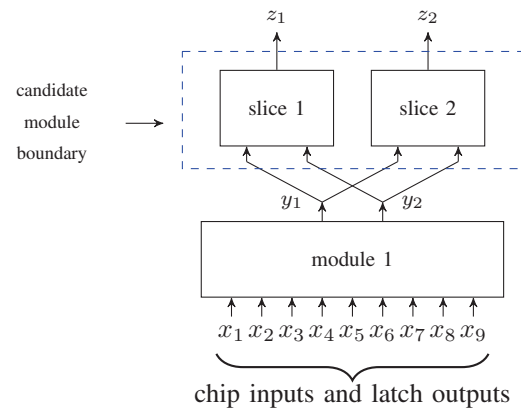 z1 z2
candidate
module
boundary
slice 1 slice 2
y1 y2
module 1
x1 x2 x3 x4 x5 x6 x7 x8 x9
chip inputs and latch outputs